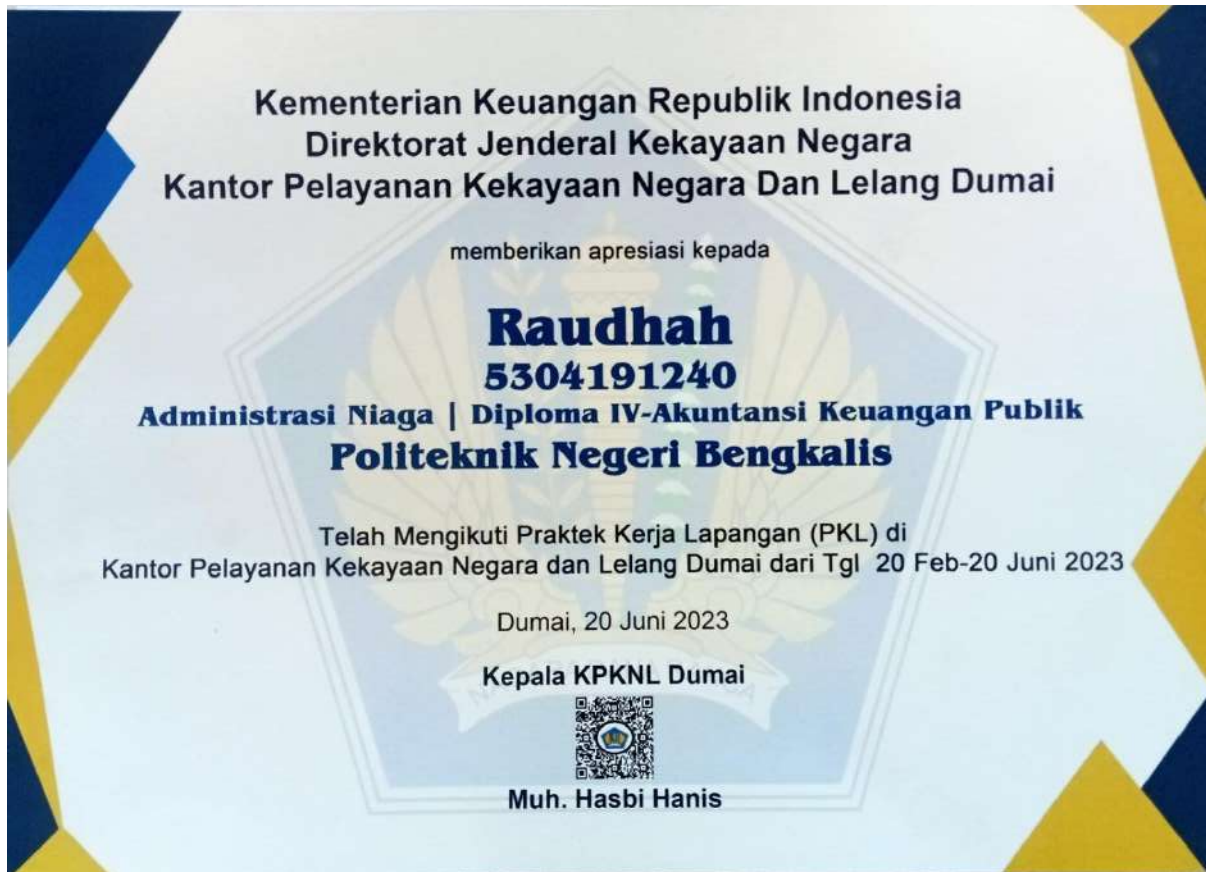 Kementerian Keuangan Republik Indonesia
Direktorat Jenderal Kekayaan Negara
Kantor Pelayanan Kekayaan Negara Dan Lelang Dumai
memberikan apresiasi kepada
Raudhah
5304191240
Administrasi Niaga | Diploma IV-Akuntansi Keuangan Publik
Politeknik Negeri Bengkalis
Telah Mengikuti Praktek Kerja Lapangan (PKL) di
Kantor Pelayanan Kekayaan Negara dan Lelang Dumai dari Tgl 20 Feb-20 Juni 2023
Dumai, 20 Juni 2023
Kepala KPKNL Dumai
Muh. Hasbi Hanis